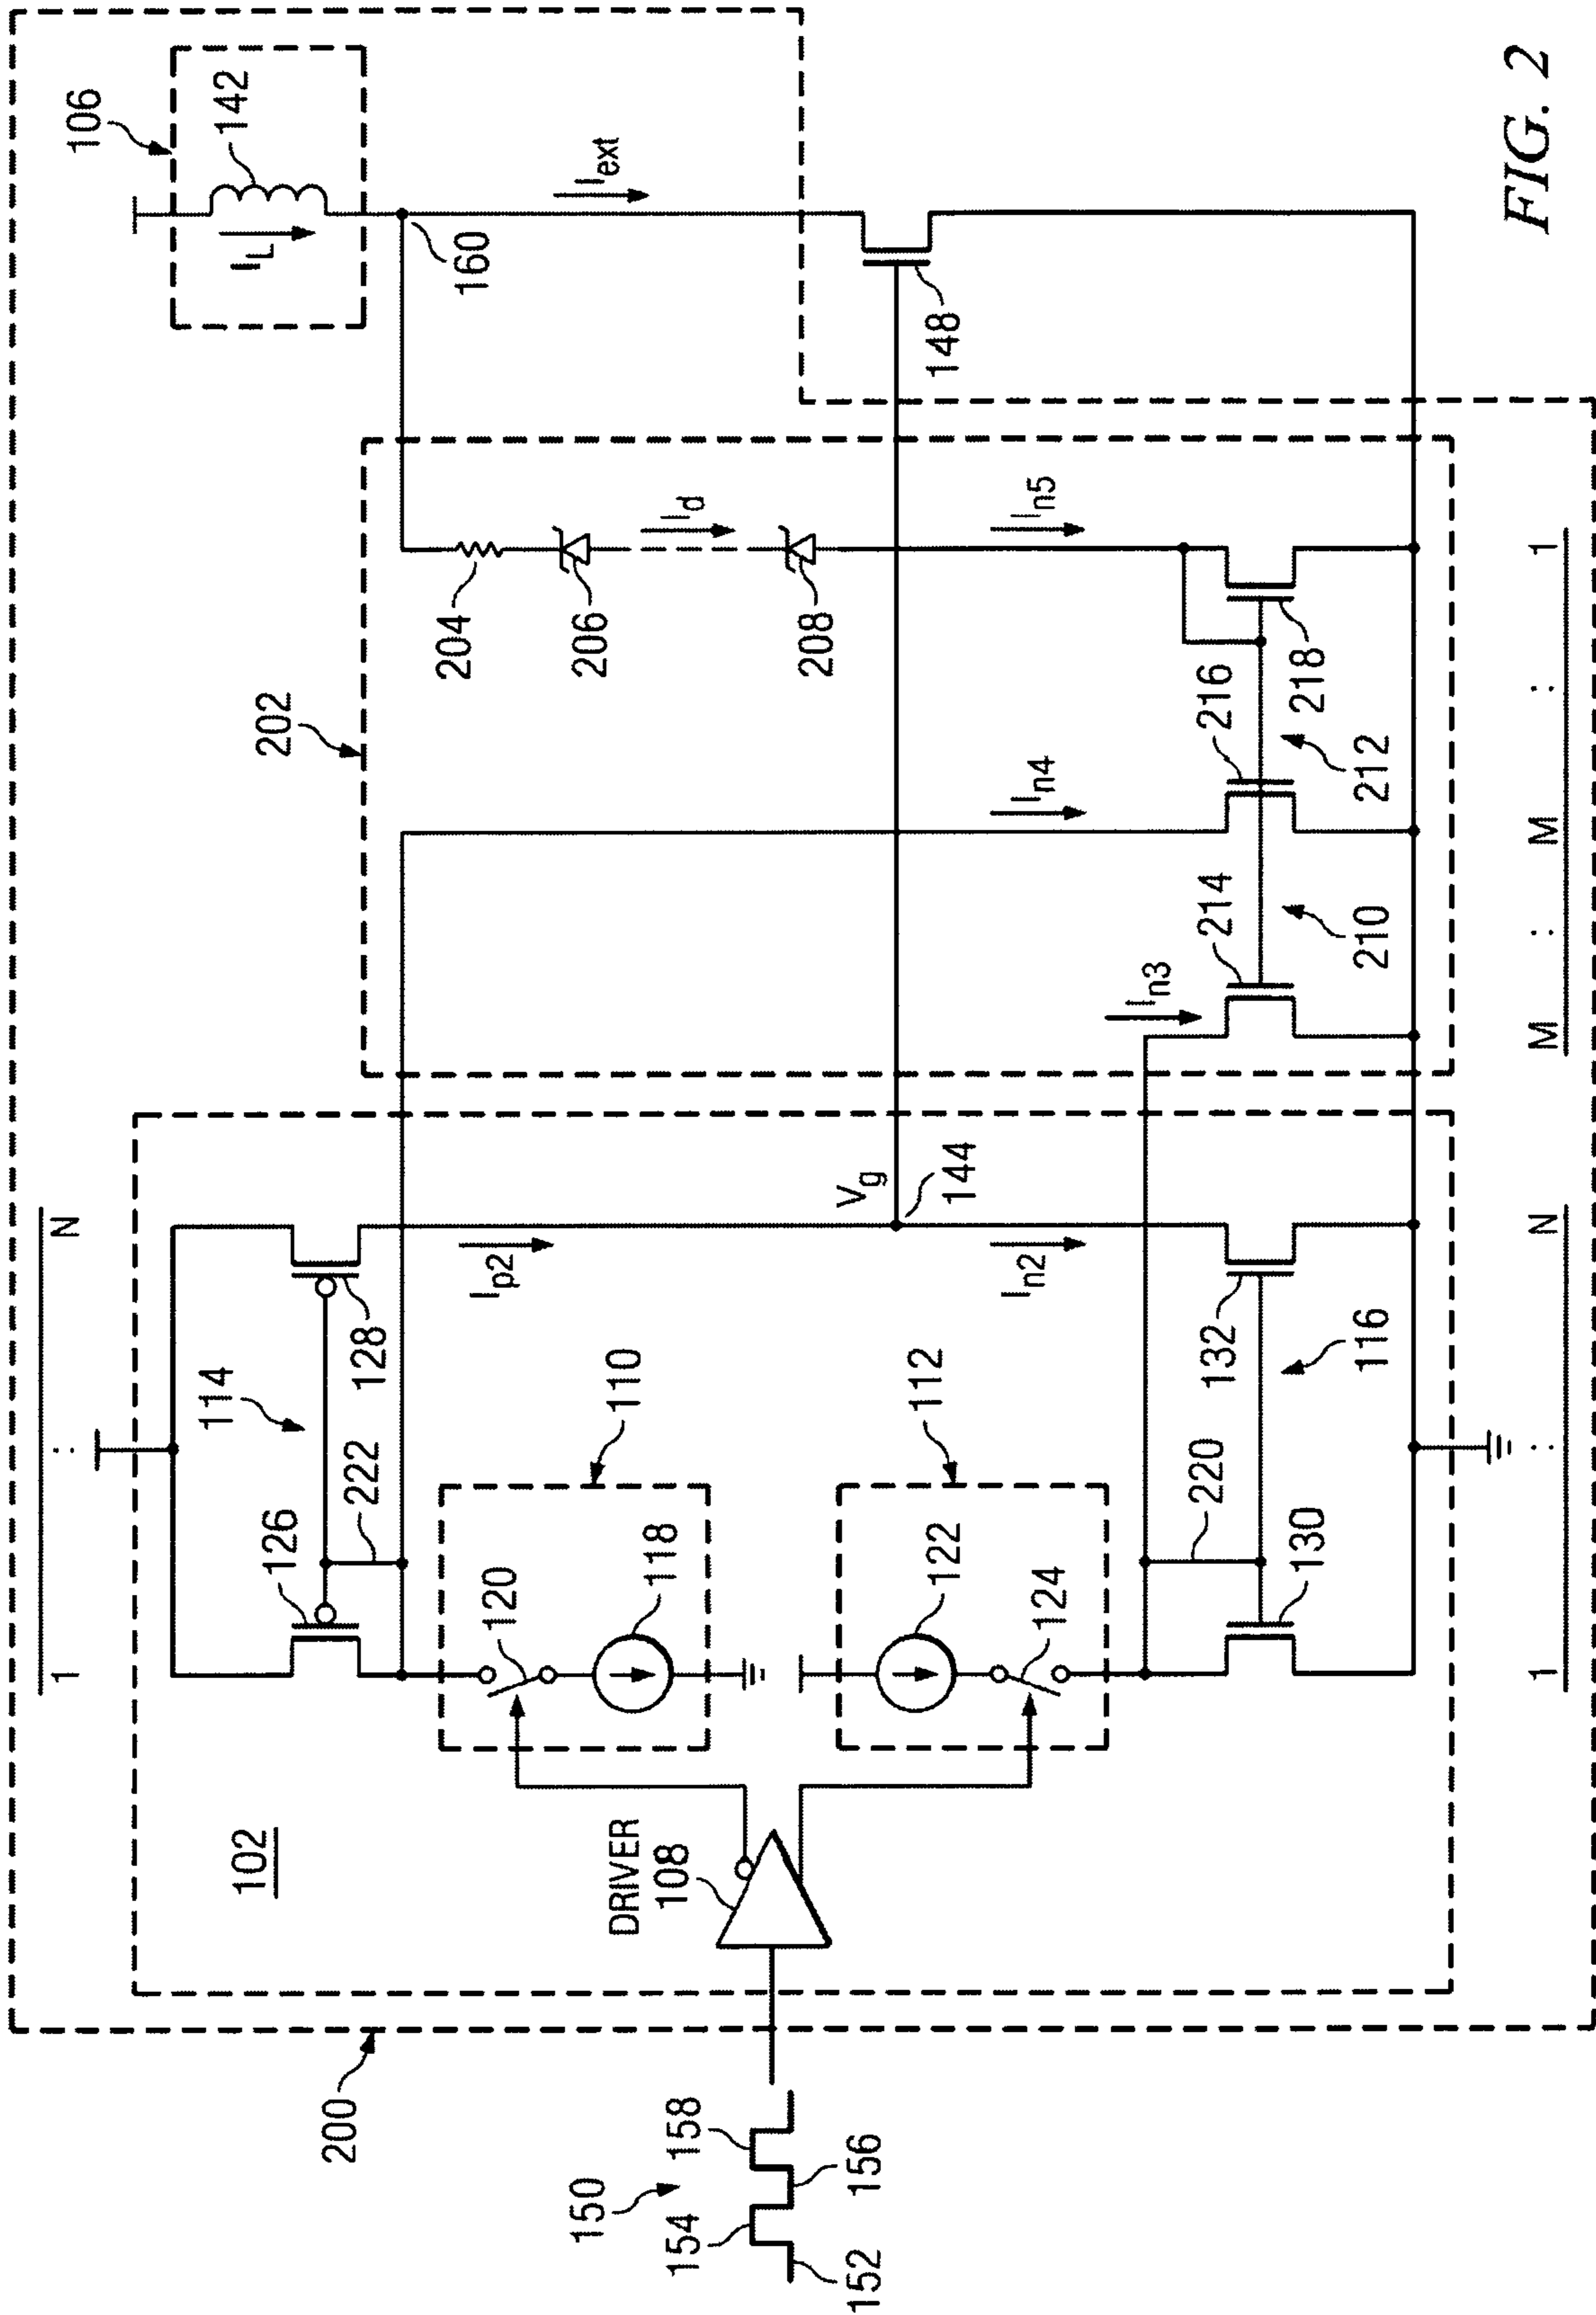 200
106
142
I_L
160
I_ext
1 : N
202
126
114
128
222
I_p2
204
206
I_d
208
102
120
110
118
V_g
144
148
DRIVER
108
122
112
124
I_n2
I_n4
I_n5
I_n3
220
132
116
130
214
216
218
210
212
150
154
158
152
156
1 : N
M : M : 1
FIG. 2